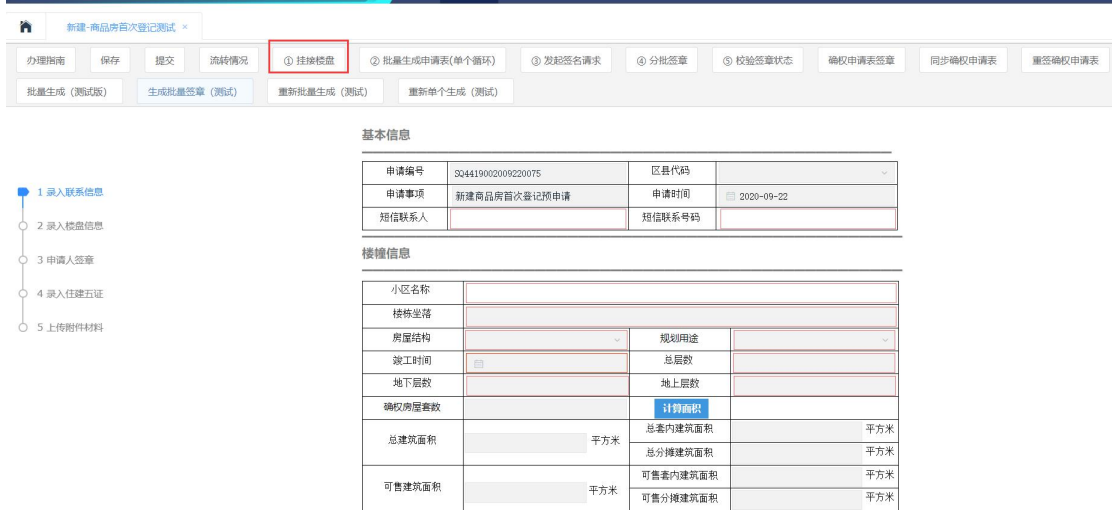 新建-商品房首次登记测试 ×
办理指南 保存 提交 流转情况 ① 挂接楼盘 ② 批量生成申请表(单个循环) ③ 发起签名请求 ④ 分批签章 ⑤ 校验签章状态 确权申请表签章 同步确权申请表 重签确权申请表
批量生成（测试版） 生成批量签章（测试） 重新批量生成（测试） 重新单个生成（测试）
基本信息
申请编号 SQ4419002009220075 区县代码
1 录入联系信息
申请事项 新建商品房首次登记预申请 申请时间 2020-09-22
短信联系人 短信联系号码
2 录入楼盘信息
楼幢信息
3 申请人签章
小区名称
4 录入住建五证
楼栋坐落
5 上传附件材料
房屋结构 规划用途
竣工时间 总层数
地下层数 地上层数
确权房屋套数 计算面积
总建筑面积 平方米 总套内建筑面积 平方米
总分摊建筑面积 平方米
可售建筑面积 平方米 可售套内建筑面积 平方米
可售分摊建筑面积 平方米